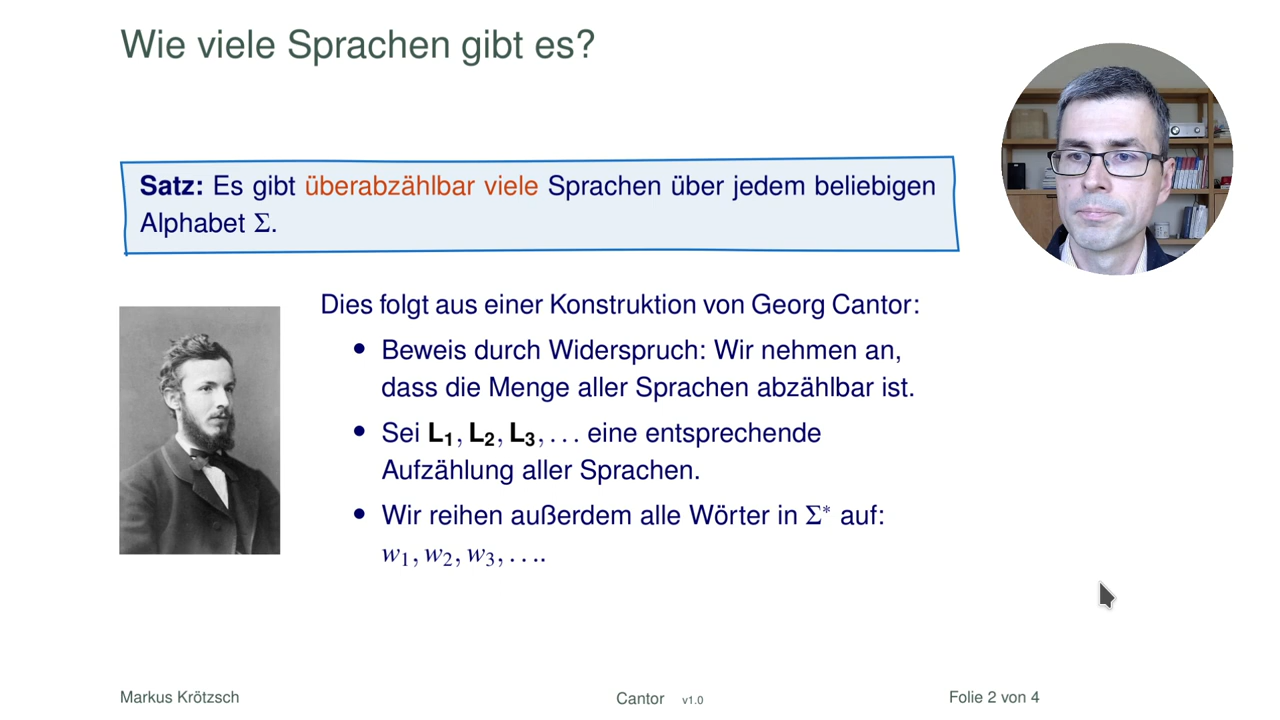 Wie viele Sprachen gibt es?
Satz: Es gibt überabzählbar viele Sprachen über jedem beliebigen
Alphabet Σ.
Dies folgt aus einer Konstruktion von Georg Cantor:
• Beweis durch Widerspruch: Wir nehmen an,
dass die Menge aller Sprachen abzählbar ist.
• Sei L₁, L₂, L₃, . . . eine entsprechende
Aufzählung aller Sprachen.
• Wir reihen außerdem alle Wörter in Σ* auf:
w₁, w₂, w₃, . . ..
Markus Krötzsch Cantor v1.0 Folie 2 von 4